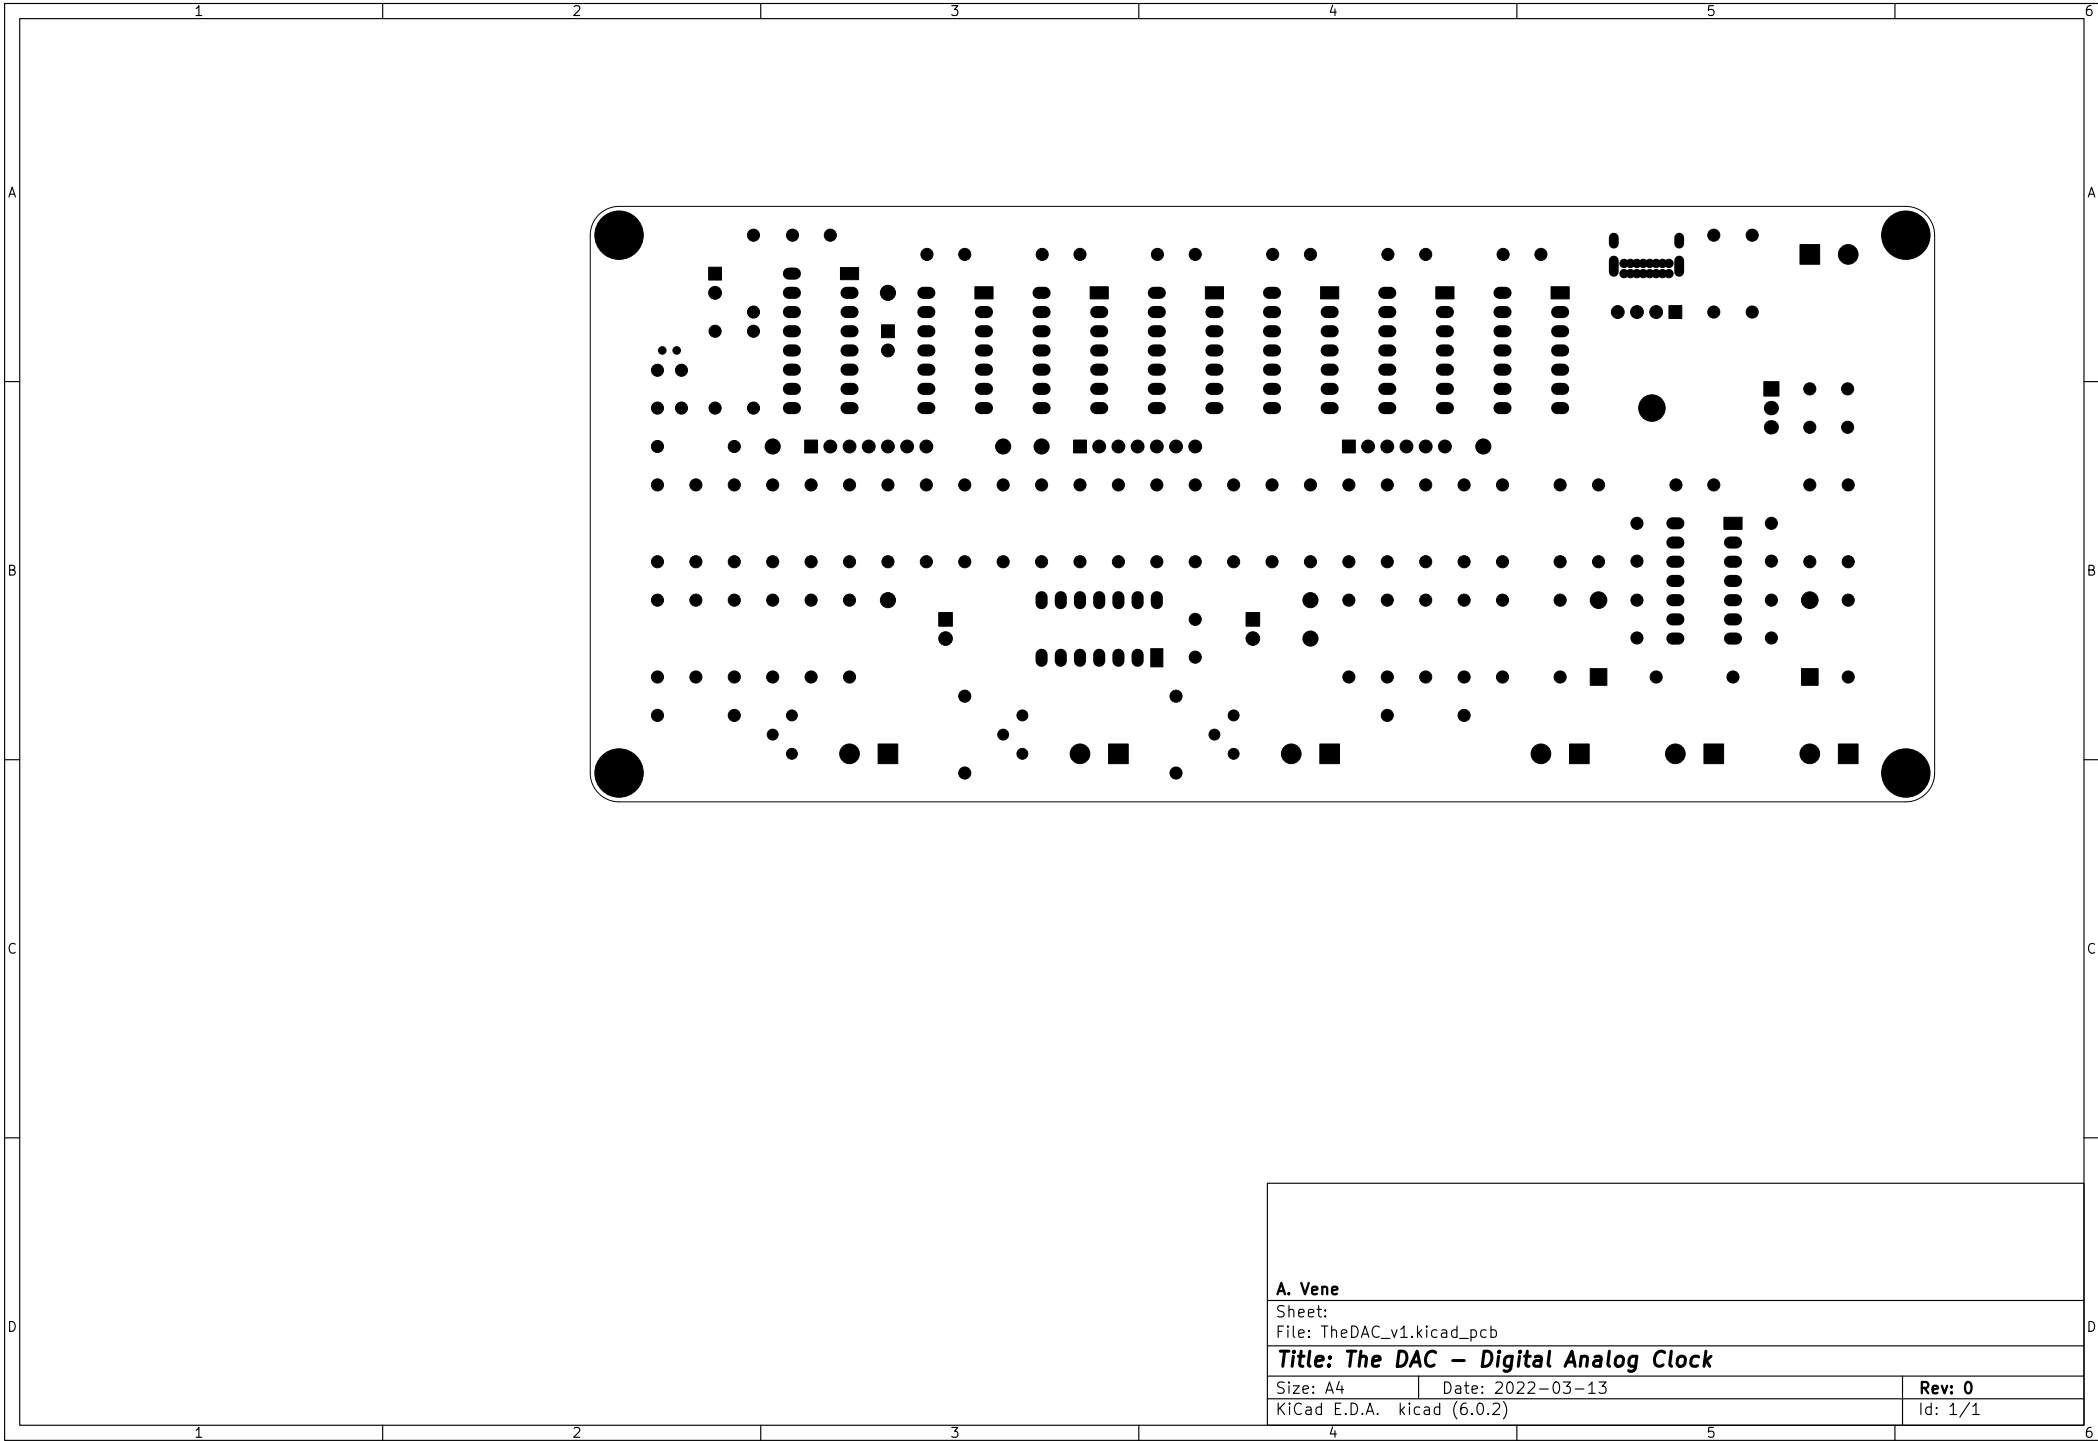 1 2 3 4 5 6
A A
B B
C C
A. Vene
Sheet:
File: TheDAC_v1.kicad_pcb
D D
Title: The DAC – Digital Analog Clock
Size: A4 Date: 2022-03-13 Rev: 0
KiCad E.D.A. kicad (6.0.2) Id: 1/1
1 2 3 4 5 6